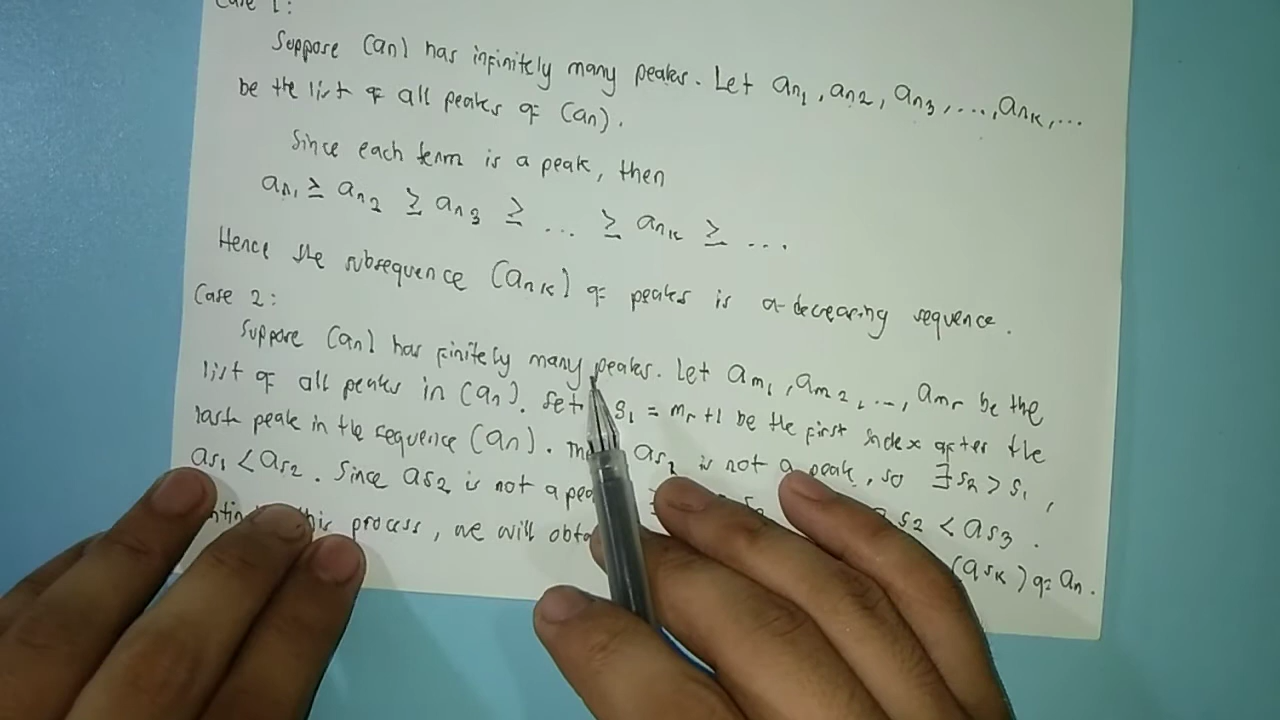 Case 1:
Suppose (an) has infinitely many peaks. Let an1, an2, an3, ..., ank, ...
be the list of all peaks of (an).
Since each term is a peak, then
an1 ≥ an2 ≥ an3 ≥ ... ≥ ank ≥ ...
Hence the subsequence (ank) of peaks is a decreasing sequence.
Case 2:
Suppose (an) has finitely many peaks. Let am1, am2, ..., amr be the
list of all peaks in (an). Set s1 = mr+1 be the first index after the
last peak in the sequence (an). as1 is not a peak, so ∃ s2 > s1,
as1 < as2. Since as2 is not a as2 < as3.
this process, we will (ask) of an.